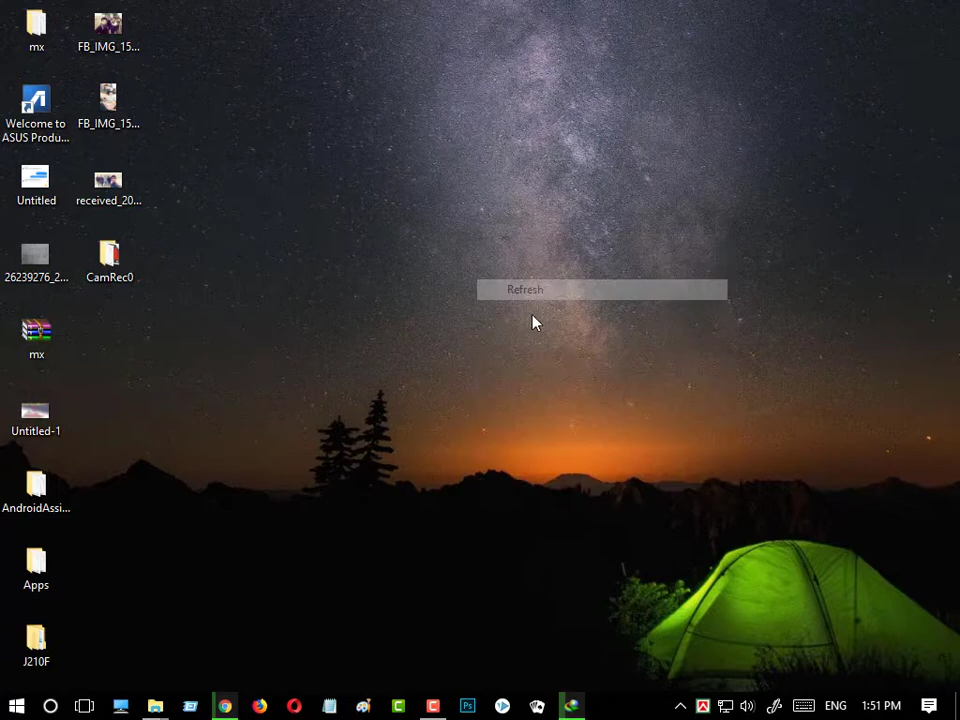 mx
FB_IMG_15...
Welcome to
ASUS Produ...
FB_IMG_15...
Untitled
received_20...
26239276_2...
CamRec0
mx
Refresh
Untitled-1
AndroidAssi...
Apps
J210F
ENG
1:51 PM
Ps